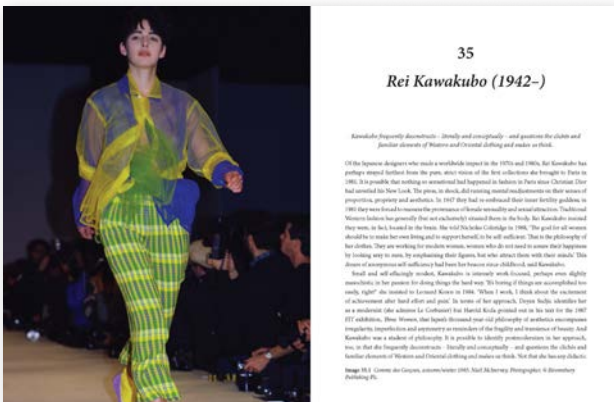 35
Rei Kawakubo (1942–)
Kawakubo frequently deconstructs – literally and conceptually – and questions the clichés and
familiar elements of Western and Oriental clothing and makes us think.
Of the Japanese designers who made a worldwide impact in the 1970s and 1980s, Rei Kawakubo has
perhaps strayed furthest from the pure, strict vision of the first collections she brought to Paris in
1981. It is possible that nothing so sensational had happened in fashion in Paris since Christian Dior
had unveiled his New Look. The press, in shock, did running mental readjustments on their senses of
proportion, propriety and aesthetics. In 1947 they had to embraced their inner fertility goddess; in
1981 they were forced to reassess the provenance of female sensuality and sexual attraction. Traditional
Western fashion has generally (but not exclusively) situated them in the body. Rei Kawakubo insisted
they were, in fact, located in the brain. She told Nicholas Coleridge in 1988, 'The goal for all women
should be to make her own living and to support herself, to be self-sufficient. That is the philosophy of
her clothes. They are working for modern women, women who do not need to assure their happiness
by looking sexy to men, by emphasising their figures, but who attract them with their minds.' This
dream of autonomous self-sufficiency had been her beacon since childhood, said Kawakubo.
Small and self-effacingly modest, Kawakubo is intensely work-focused, perhaps even slightly
masochistic in her passion for doing things the hard way. 'It's boring if things are accomplished too
easily, right?' she insisted to Leonard Koren in 1984. 'When I work, I think about the excitement
of achievement after hard effort and pain.' In terms of her approach, Deyan Sudjic identifies her
as a modernist (she admires Le Corbusier) but Harold Koda pointed out in his text for the 1987
FIT exhibition, Three Women, that Japan's thousand-year-old philosophy of aesthetics encompasses
irregularity, imperfection and asymmetry as reminders of the fragility and transience of beauty. And
Kawakubo was a student of philosophy. It is possible to identify postmodernism in her approach,
too, in that she frequently deconstructs – literally and conceptually – and questions the clichés and
familiar elements of Western and Oriental clothing and makes us think. Not that she has any didactic
Image 35.1 Comme des Garçons, autumn/winter 1985. Niall McInerney, Photographer. © Bloomsbury
Publishing Plc.